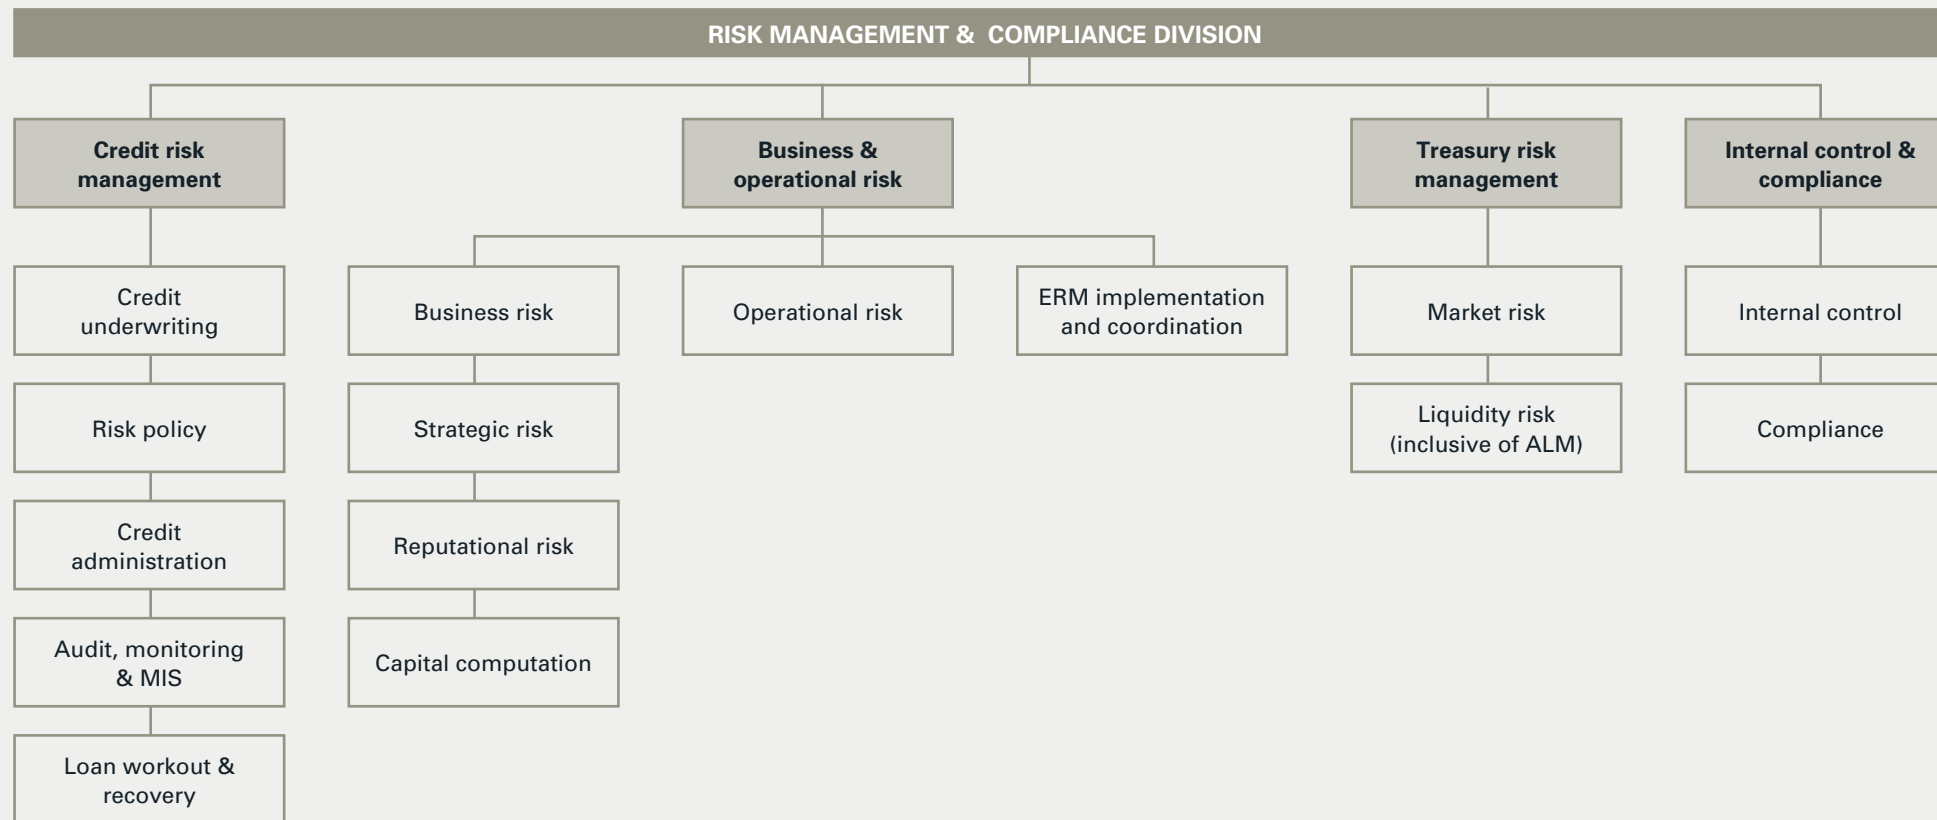 RISK MANAGEMENT & COMPLIANCE DIVISION
Credit risk
management
Business &
operational risk
Treasury risk
management
Internal control &
compliance
Credit
underwriting
Business risk
Operational risk
ERM implementation
and coordination
Market risk
Internal control
Risk policy
Strategic risk
Liquidity risk
(inclusive of ALM)
Compliance
Credit
administration
Reputational risk
Audit, monitoring
& MIS
Capital computation
Loan workout &
recovery